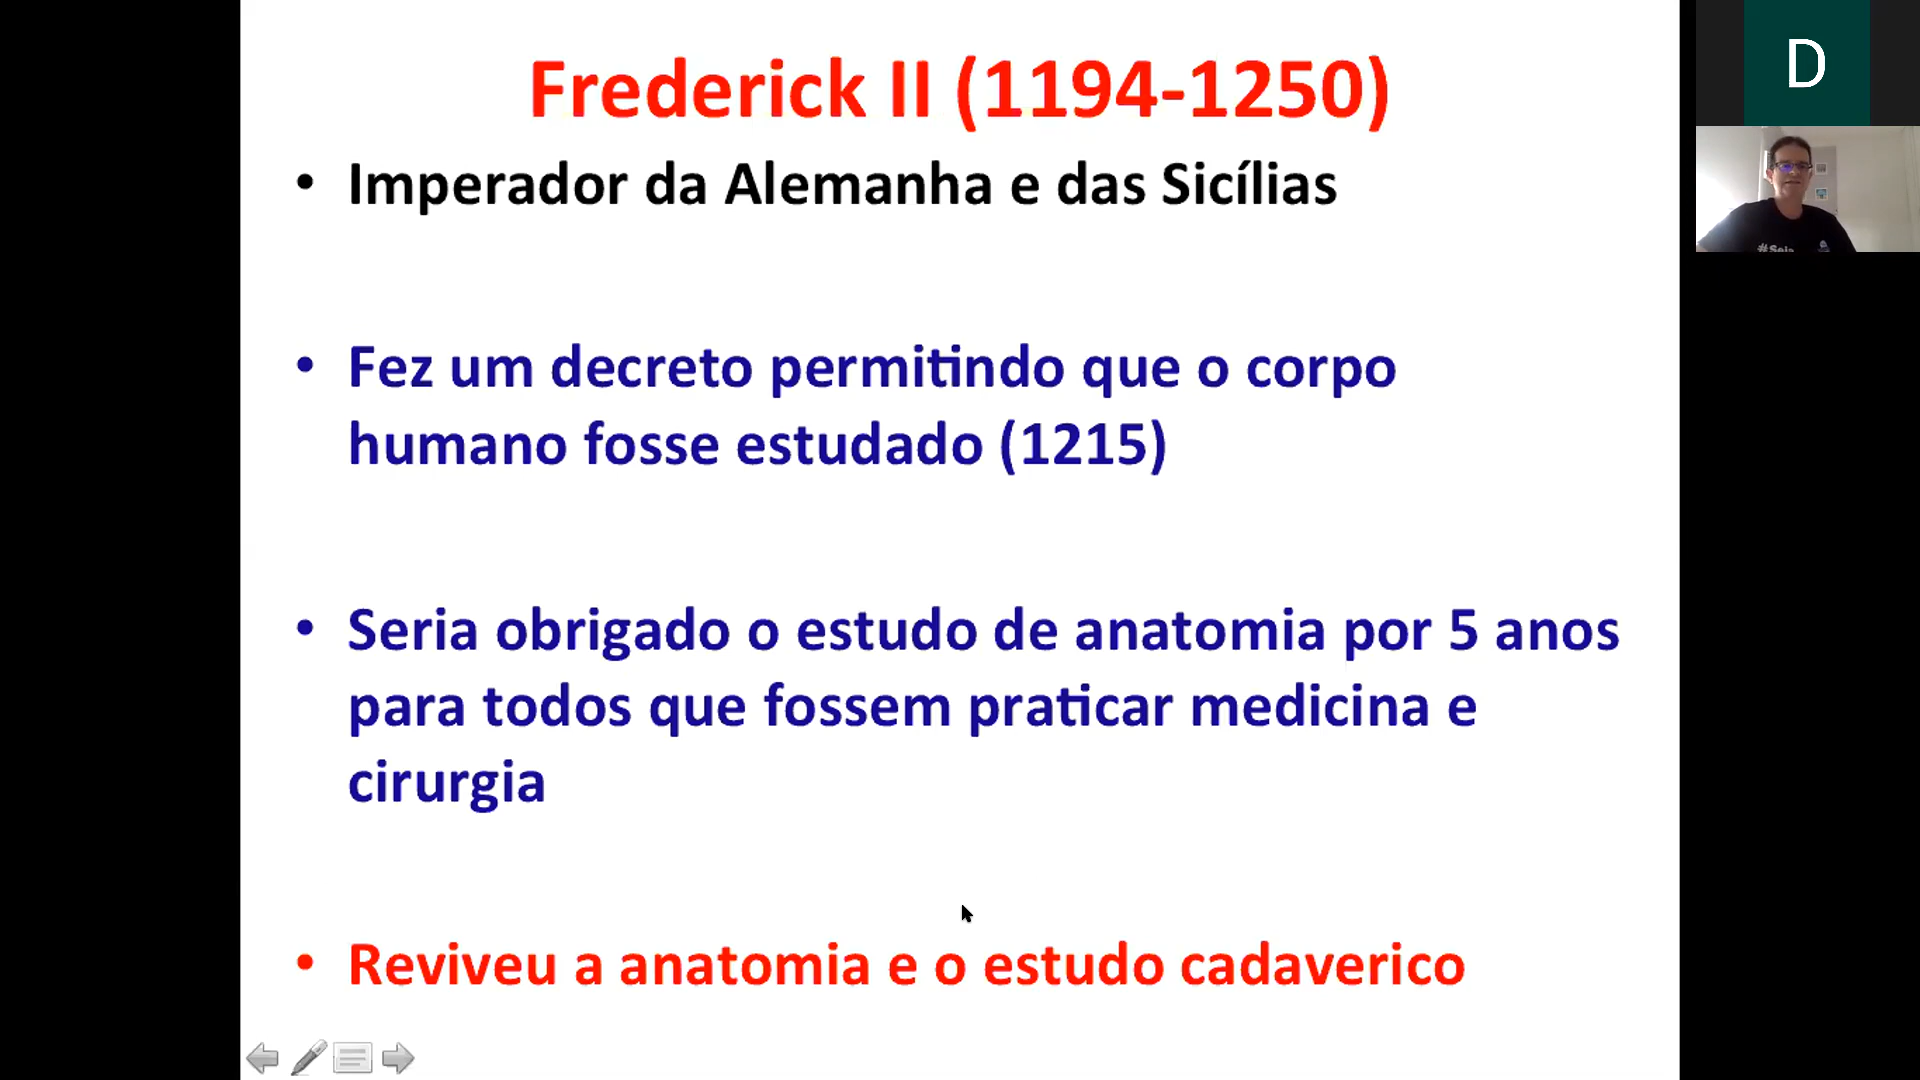 Frederick II (1194-1250)
• Imperador da Alemanha e das Sicílias
• Fez um decreto permitindo que o corpo
humano fosse estudado (1215)
• Seria obrigado o estudo de anatomia por 5 anos
para todos que fossem praticar medicina e
cirurgia
• Reviveu a anatomia e o estudo cadaverico
D
#Seja